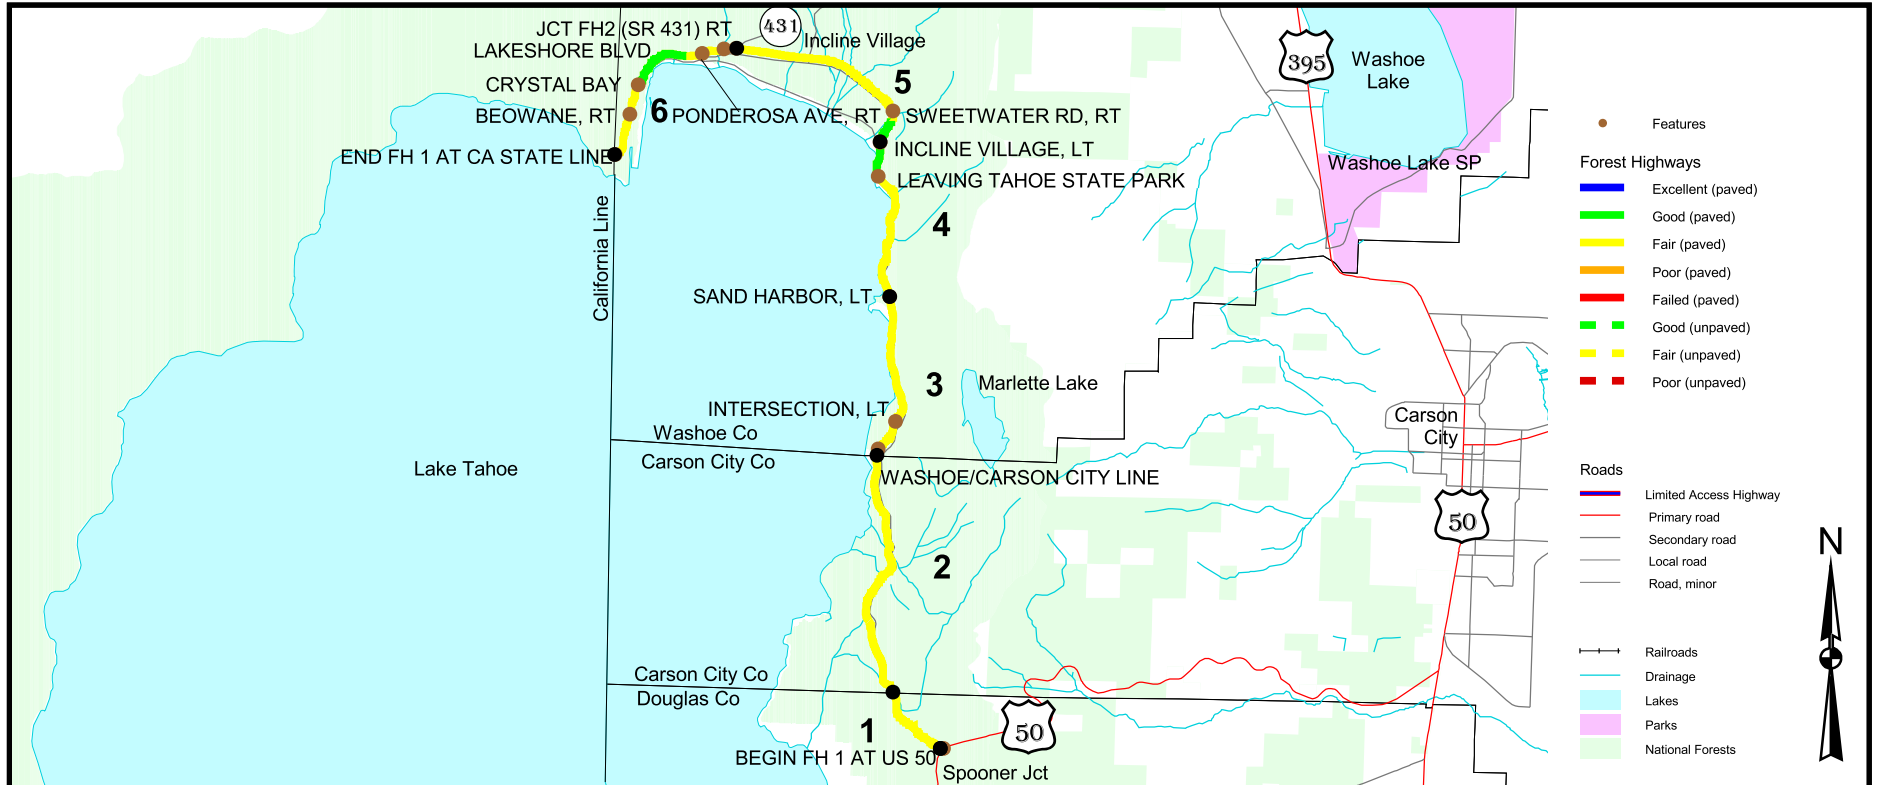 JCT FH2 (SR 431) RT
431
Incline Village
LAKESHORE BLVD
CRYSTAL BAY
BEOWANE, RT
6
PONDEROSA AVE, RT
5
SWEETWATER RD, RT
END FH 1 AT CA STATE LINE
INCLINE VILLAGE, LT
LEAVING TAHOE STATE PARK
4
California Line
SAND HARBOR, LT
3
Marlette Lake
INTERSECTION, LT
Washoe Co
Carson City Co
WASHOE/CARSON CITY LINE
Lake Tahoe
2
Carson City Co
Douglas Co
1
BEGIN FH 1 AT US 50
Spooner Jct
50
395
Washoe
Lake
Washoe Lake SP
Carson
City
50
Features
Forest Highways
Excellent (paved)
Good (paved)
Fair (paved)
Poor (paved)
Failed (paved)
Good (unpaved)
Fair (unpaved)
Poor (unpaved)
Roads
Limited Access Highway
Primary road
Secondary road
Local road
Road, minor
Railroads
Drainage
Lakes
Parks
National Forests
N